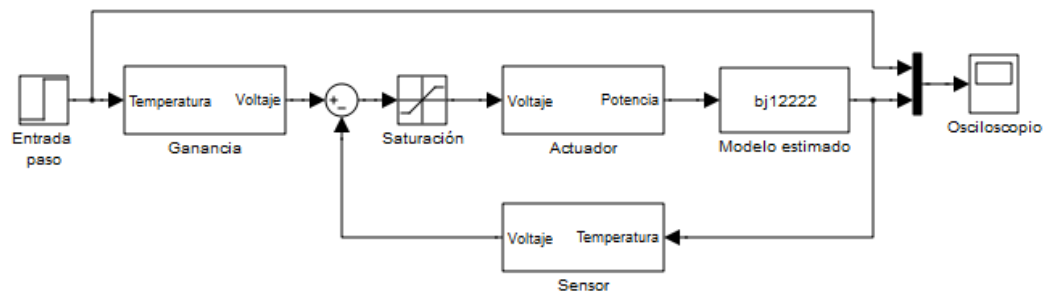 Entrada
paso
Temperatura
Voltaje
Ganancia
+
−
Saturación
Voltaje
Potencia
Actuador
bj12222
Modelo estimado
Osciloscopio
Voltaje
Temperatura
Sensor